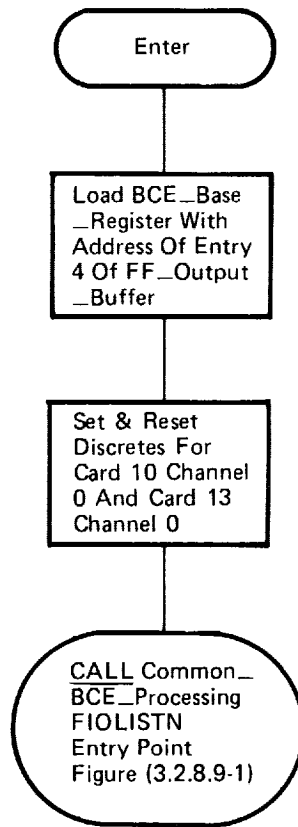 Enter
Load BCE_Base
_Register With
Address Of Entry
4 Of FF_Output
_Buffer
Set & Reset
Discretes For
Card 10 Channel
0 And Card 13
Channel 0
CALL Common_
BCE_Processing
FIOLISTN
Entry Point
Figure (3.2.8.9-1)